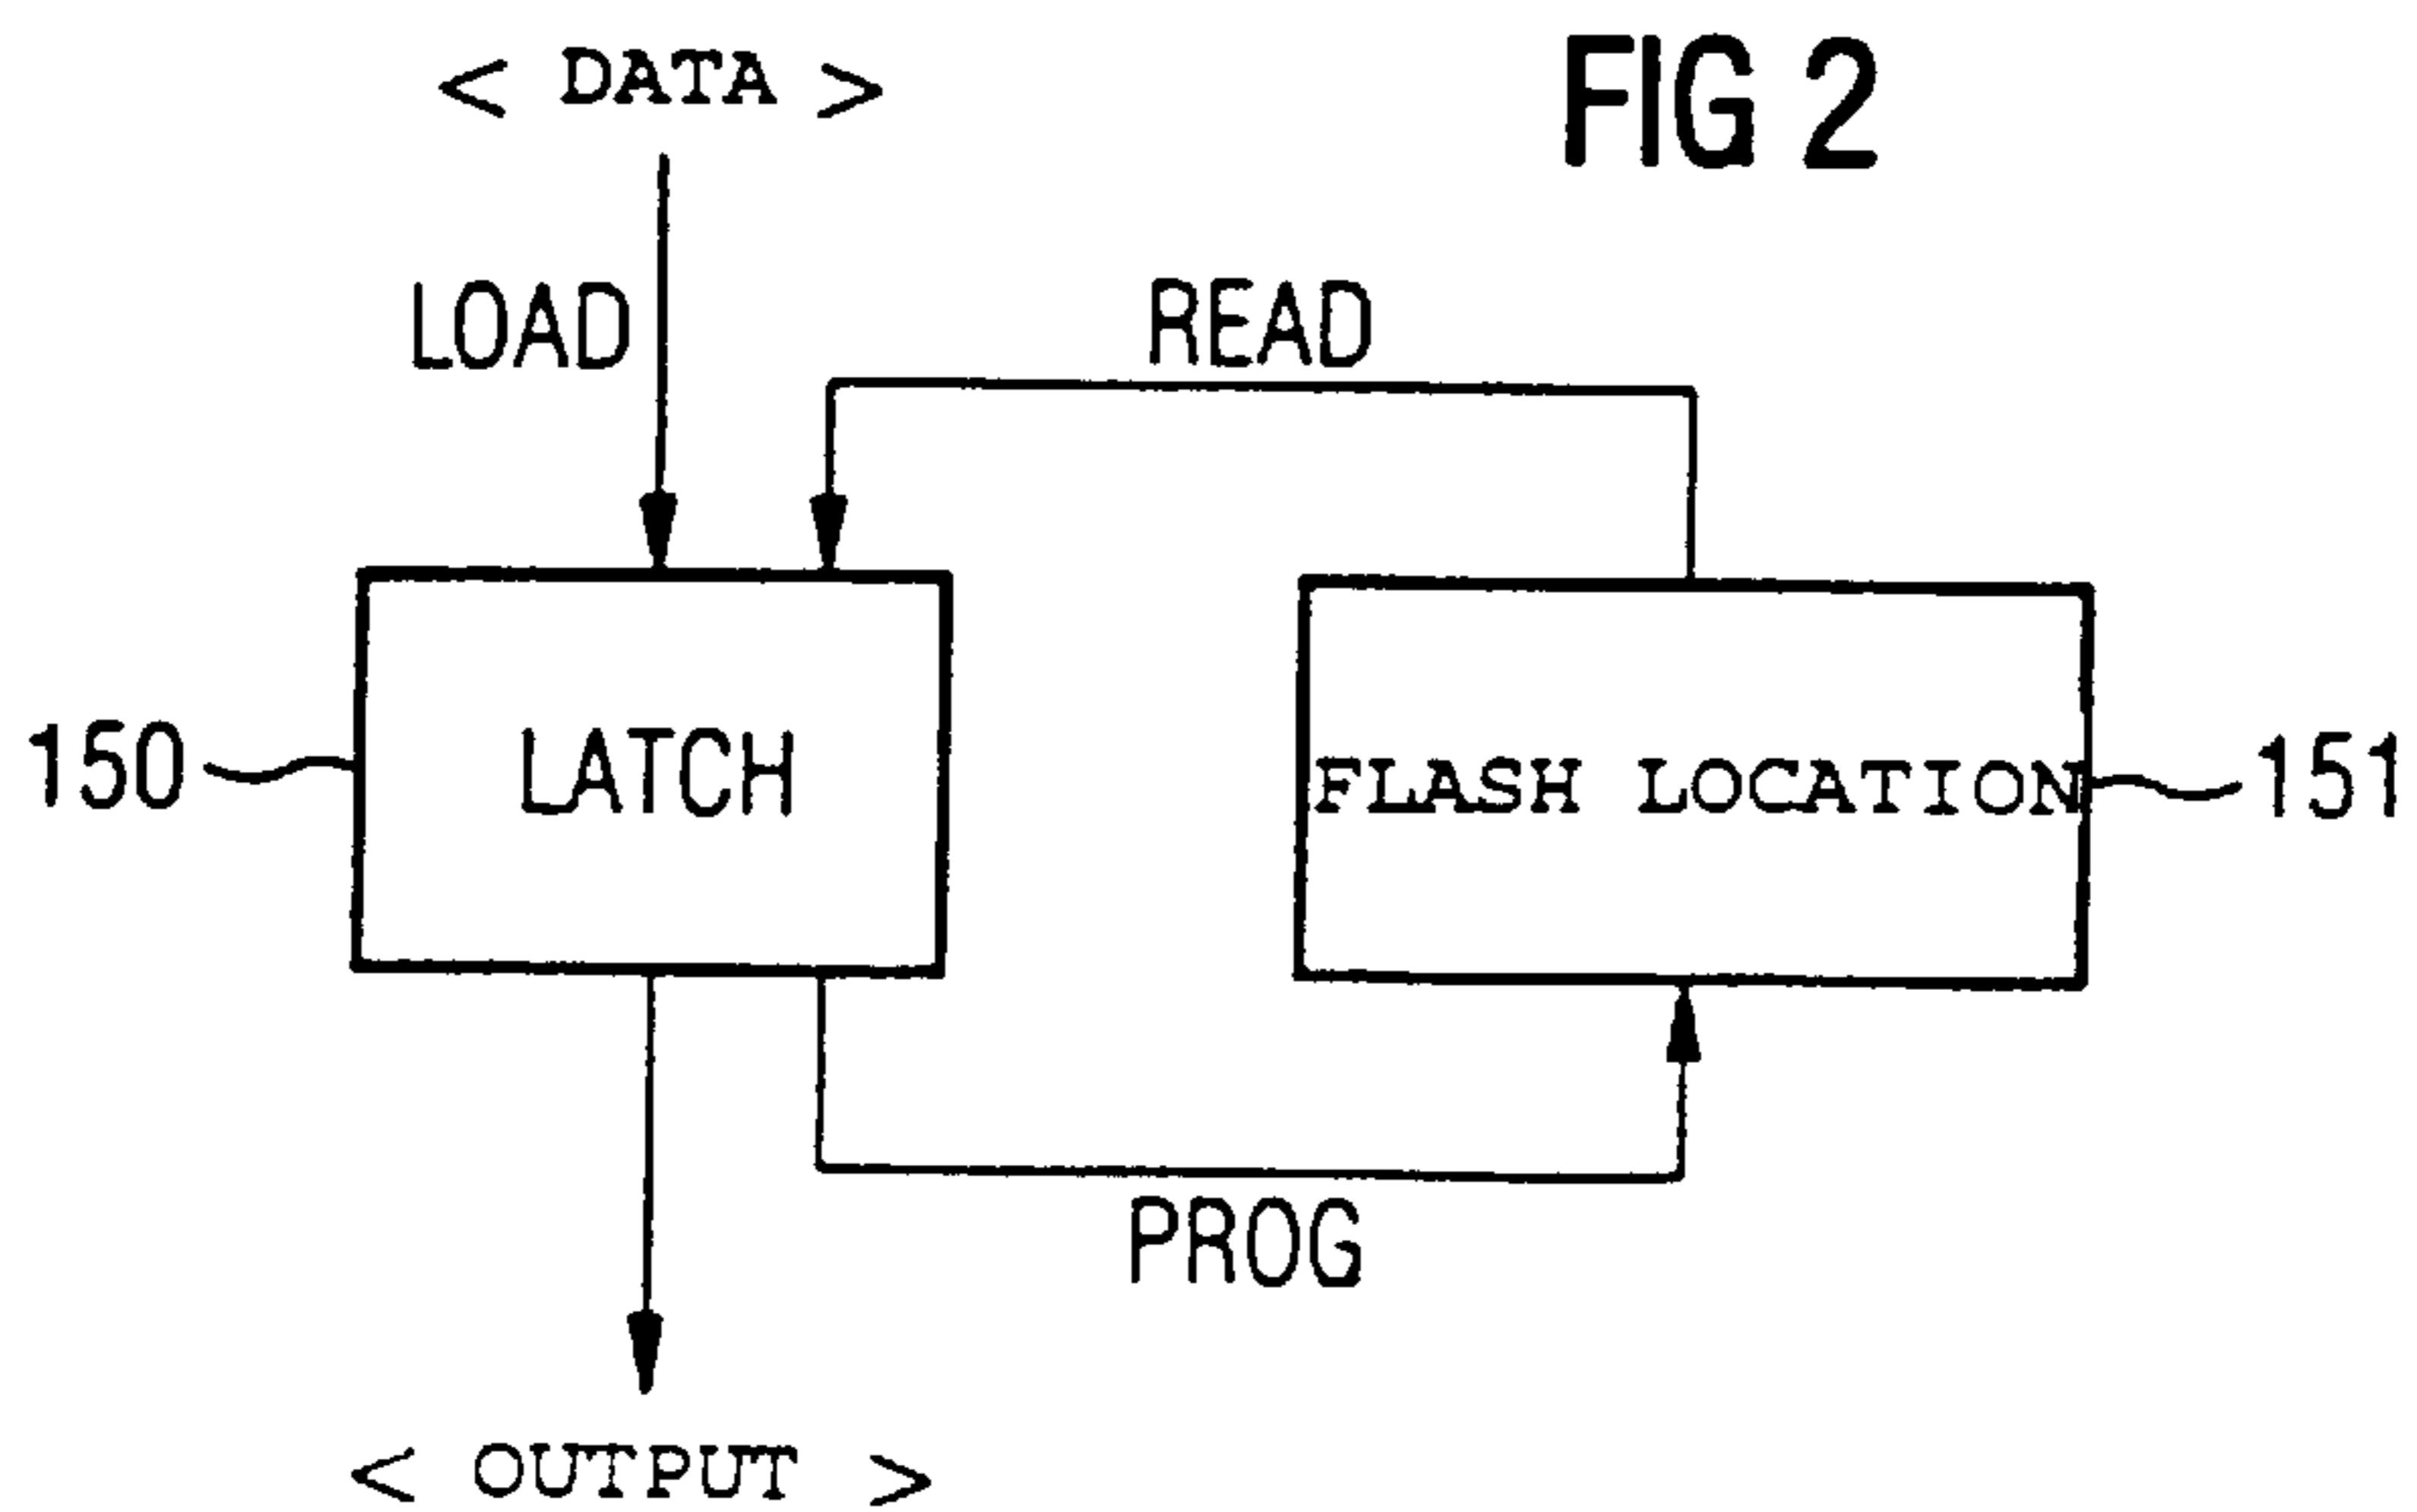 < DATA >
FIG 2
LOAD
READ
150
LATCH
FLASH LOCATION
151
PROG
< OUTPUT >